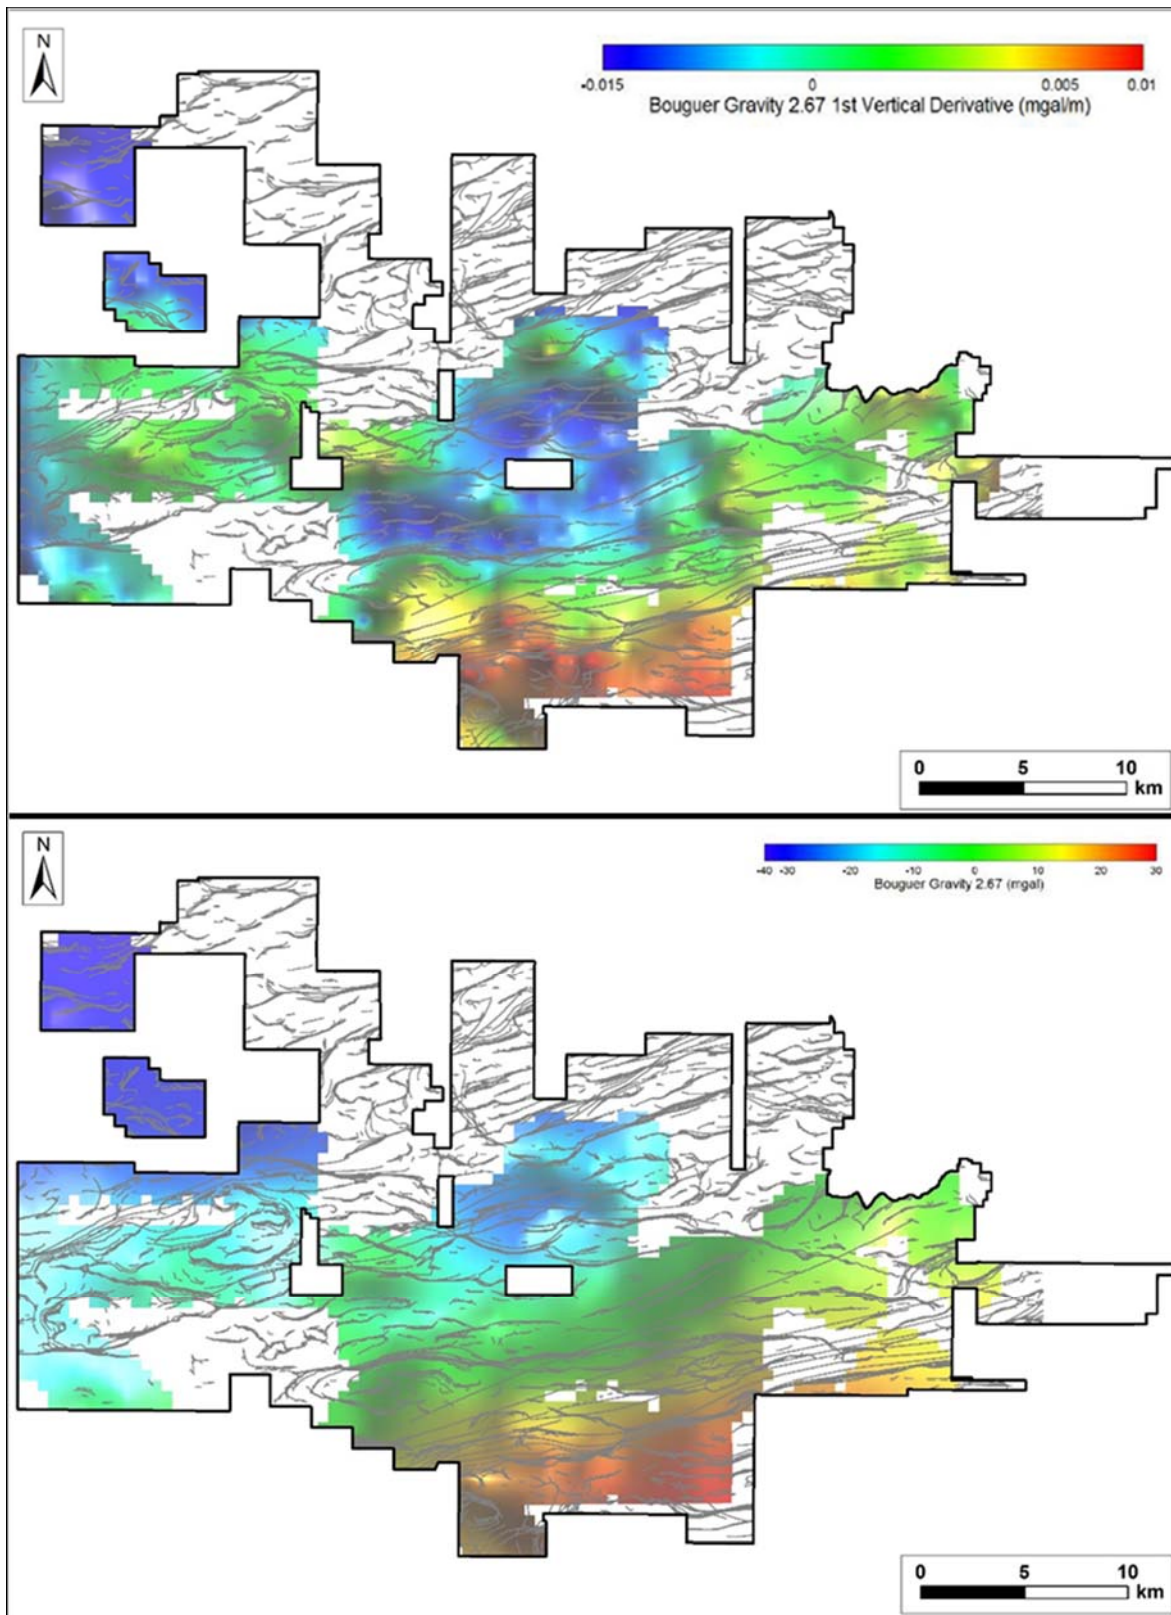 N
-0.015 0 0.005 0.01
Bouguer Gravity 2.67 1st Vertical Derivative (mgal/m)
0 5 10
km
N
-40 -30 -20 -10 0 10 20 30
Bouguer Gravity 2.67 (mgal)
0 5 10
km